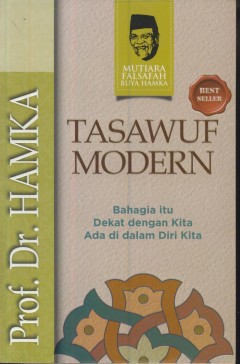 MUTIARA
FALSAFAH
BUYA HAMKA
BEST
SELLER
TASAWUF
MODERN
Bahagia itu
Dekat dengan Kita
Ada di dalam Diri Kita
Prof. Dr. HAMKA